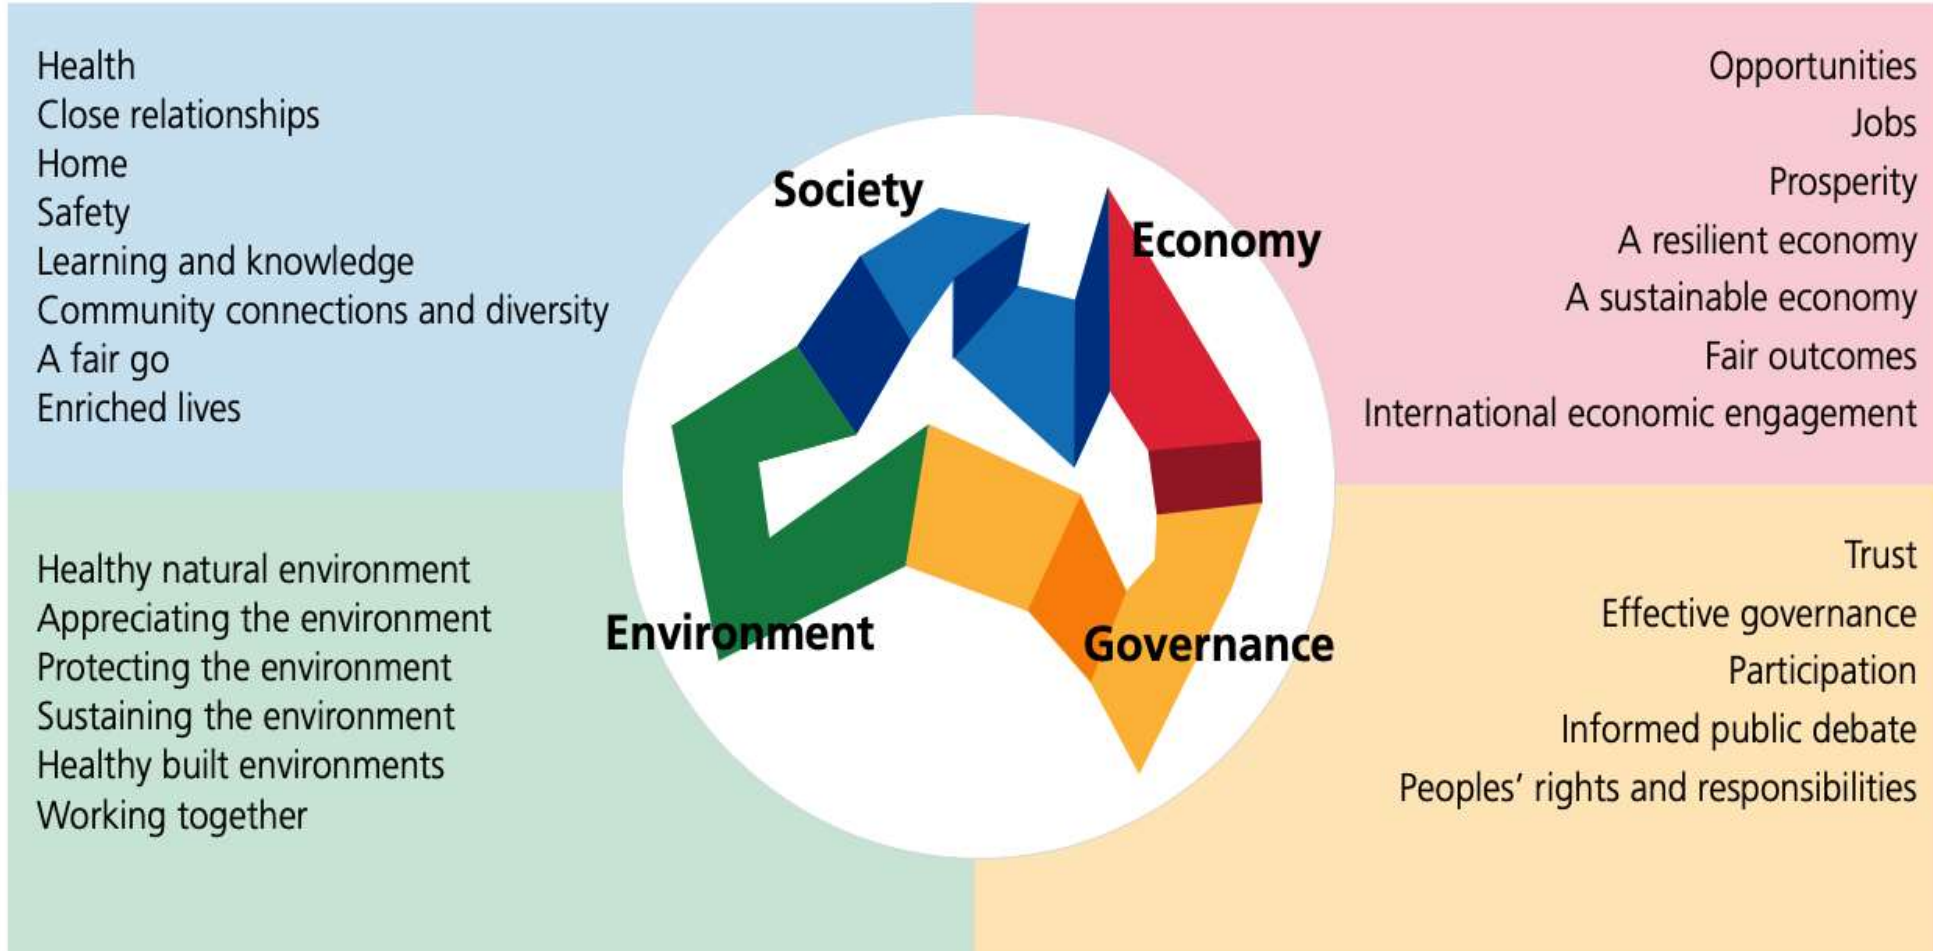 Health
Close relationships
Home
Safety
Learning and knowledge
Community connections and diversity
A fair go
Enriched lives
Society
Economy
Opportunities
Jobs
Prosperity
A resilient economy
A sustainable economy
Fair outcomes
International economic engagement
Healthy natural environment
Appreciating the environment
Protecting the environment
Sustaining the environment
Healthy built environments
Working together
Environment
Governance
Trust
Effective governance
Participation
Informed public debate
Peoples’ rights and responsibilities